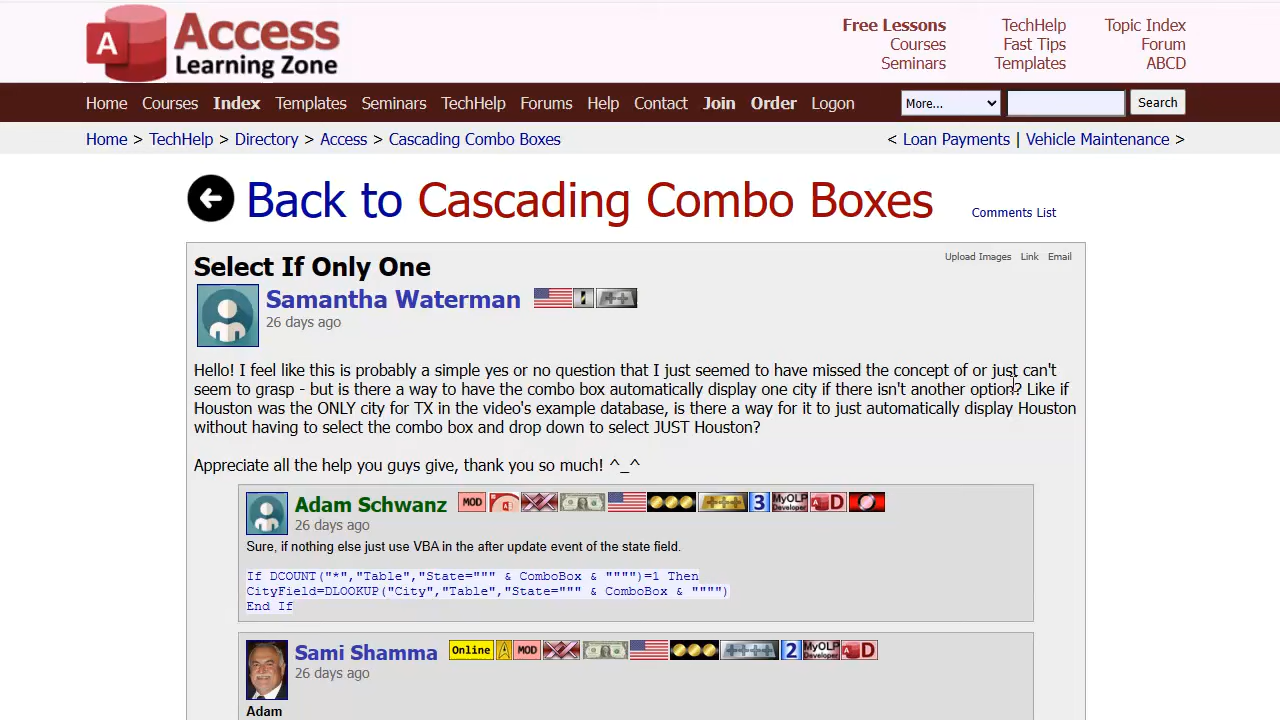 A Access Learning Zone
Free Lessons TechHelp Topic Index
Courses Fast Tips Forum
Seminars Templates ABCD
Home Courses Index Templates Seminars TechHelp Forums Help Contact Join Order Logon More... Search
Home > TechHelp > Directory > Access > Cascading Combo Boxes < Loan Payments | Vehicle Maintenance >
Back to Cascading Combo Boxes Comments List
Select If Only One Upload Images Link Email
Samantha Waterman ++
26 days ago
Hello! I feel like this is probably a simple yes or no question that I just seemed to have missed the concept of or just can't
seem to grasp - but is there a way to have the combo box automatically display one city if there isn't another option? Like if
Houston was the ONLY city for TX in the video's example database, is there a way for it to just automatically display Houston
without having to select the combo box and drop down to select JUST Houston?
Appreciate all the help you guys give, thank you so much! ^_^
Adam Schwanz MOD +++ 3 MyOLP Developer D
26 days ago
Sure, if nothing else just use VBA in the after update event of the state field.
If DCOUNT("*","Table","State=""" & ComboBox & """")=1 Then
CityField=DLOOKUP("City","Table","State=""" & ComboBox & """")
End If
Sami Shamma Online MOD ++++ 2 MyOLP Developer D
26 days ago
Adam